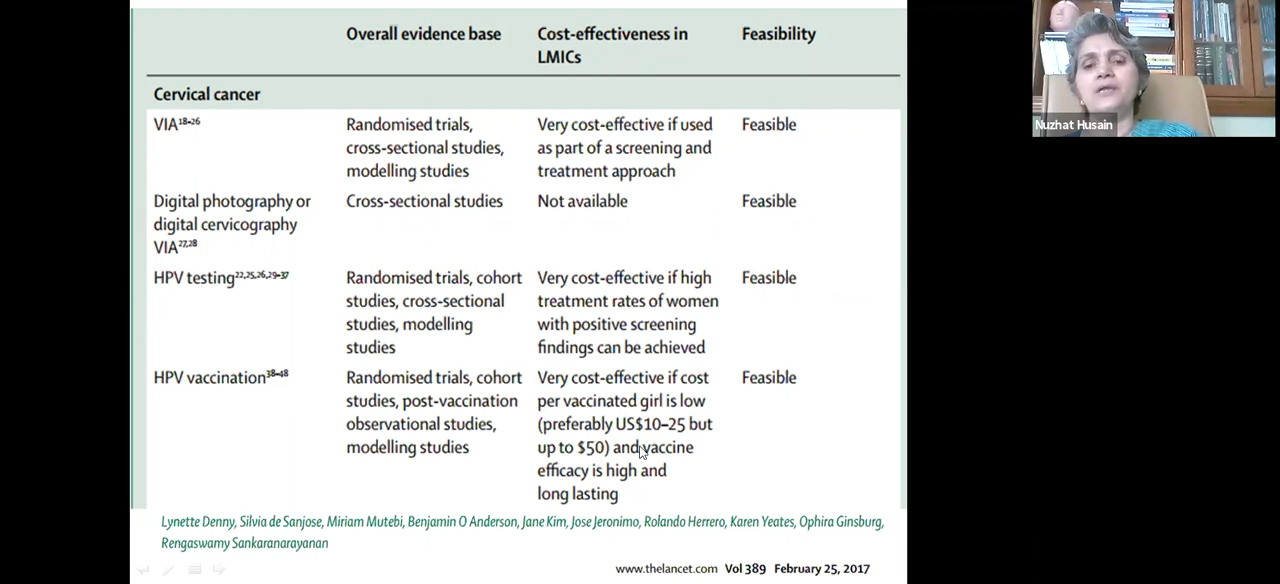 Overall evidence base
Cost-effectiveness in
LMICs
Feasibility
Cervical cancer
VIA18–26
Randomised trials,
cross-sectional studies,
modelling studies
Very cost-effective if used
as part of a screening and
treatment approach
Feasible
Digital photography or
digital cervicography
VIA27,28
Cross-sectional studies
Not available
Feasible
HPV testing22,25,26,29–37
Randomised trials, cohort
studies, cross-sectional
studies, modelling
studies
Very cost-effective if high
treatment rates of women
with positive screening
findings can be achieved
Feasible
HPV vaccination38–48
Randomised trials, cohort
studies, post-vaccination
observational studies,
modelling studies
Very cost-effective if cost
per vaccinated girl is low
(preferably US$10–25 but
up to $50) and vaccine
efficacy is high and
long lasting
Feasible
Lynette Denny, Silvia de Sanjose, Miriam Mutebi, Benjamin O Anderson, Jane Kim, Jose Jeronimo, Rolando Herrero, Karen Yeates, Ophira Ginsburg,
Rengaswamy Sankaranarayanan
www.thelancet.com Vol 389 February 25, 2017
Nuzhat Husain